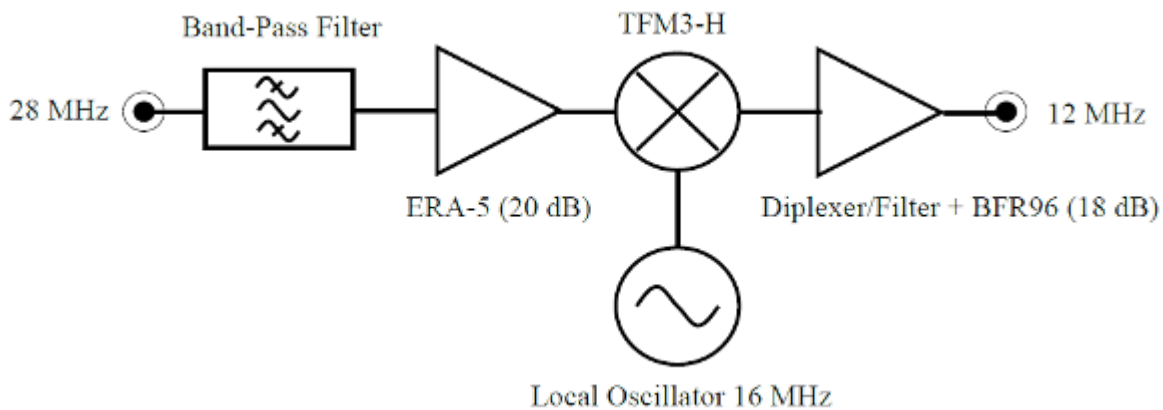 Band-Pass Filter
TFM3-H
28 MHz
12 MHz
ERA-5 (20 dB)
Diplexer/Filter + BFR96 (18 dB)
Local Oscillator 16 MHz